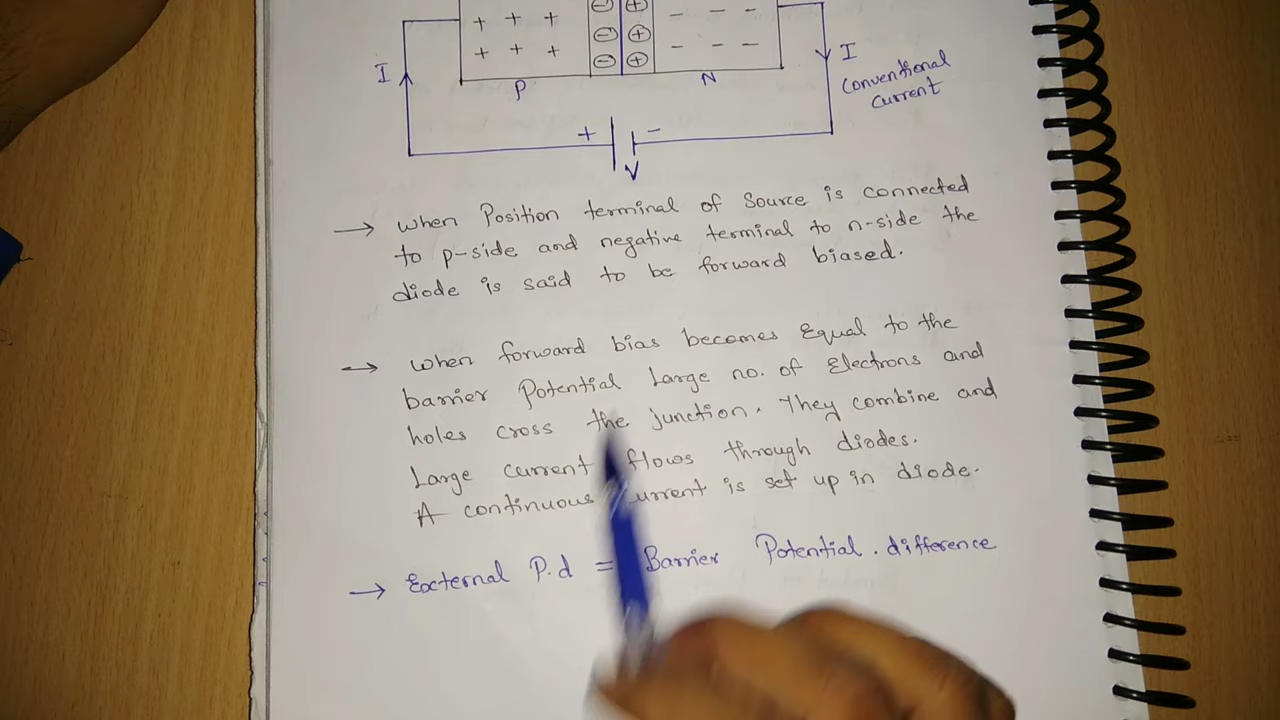 I
P
N
I
Conventional
Current
+ -
V
→ When Position terminal of Source is connected
to p-side and negative terminal to n-side the
diode is said to be forward biased.
→ When forward bias becomes Equal to the
barrier Potential Large no. of Electrons and
holes cross the junction. They combine and
Large current flows through diodes.
A continuous current is set up in diode.
→ External P.d = Barrier Potential. difference